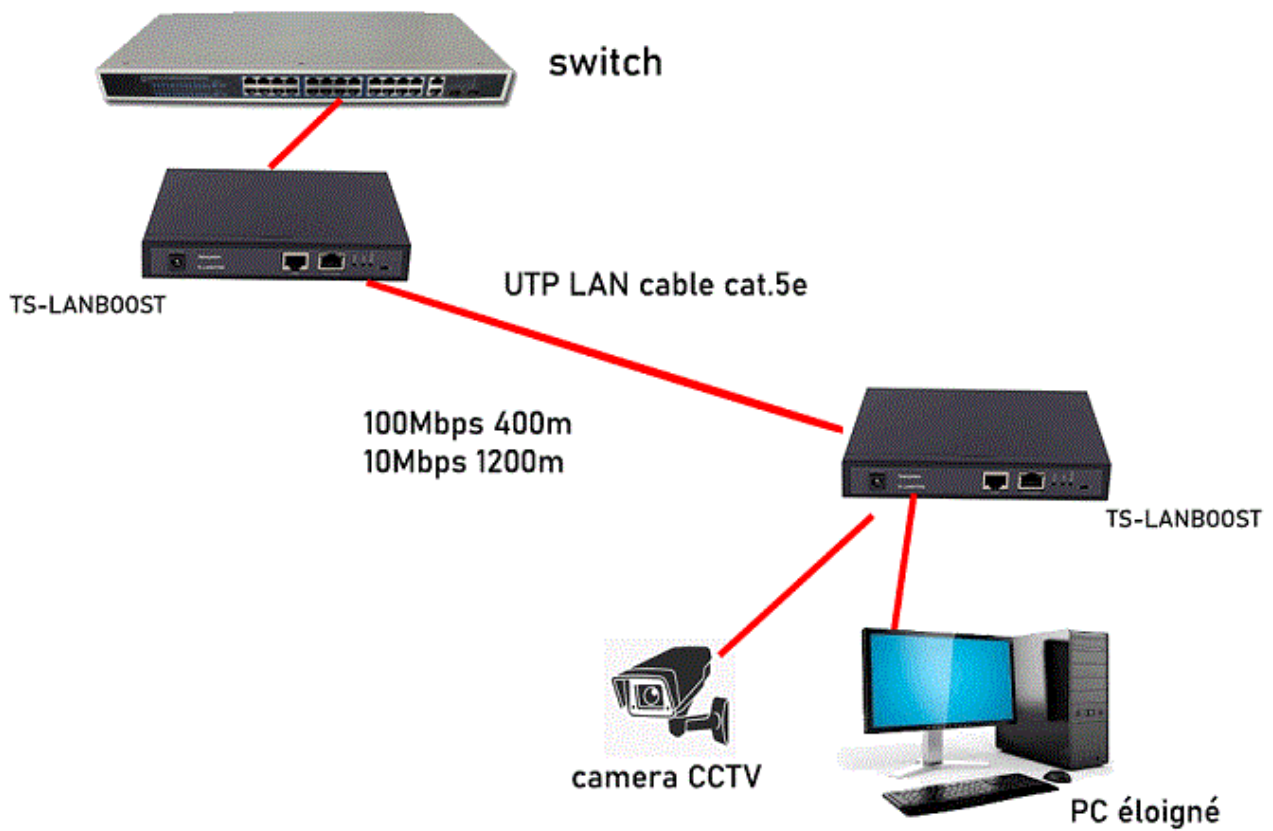 switch
TS-LANBOOST
UTP LAN cable cat.5e
100Mbps 400m
10Mbps 1200m
TS-LANBOOST
camera CCTV
PC éloigné